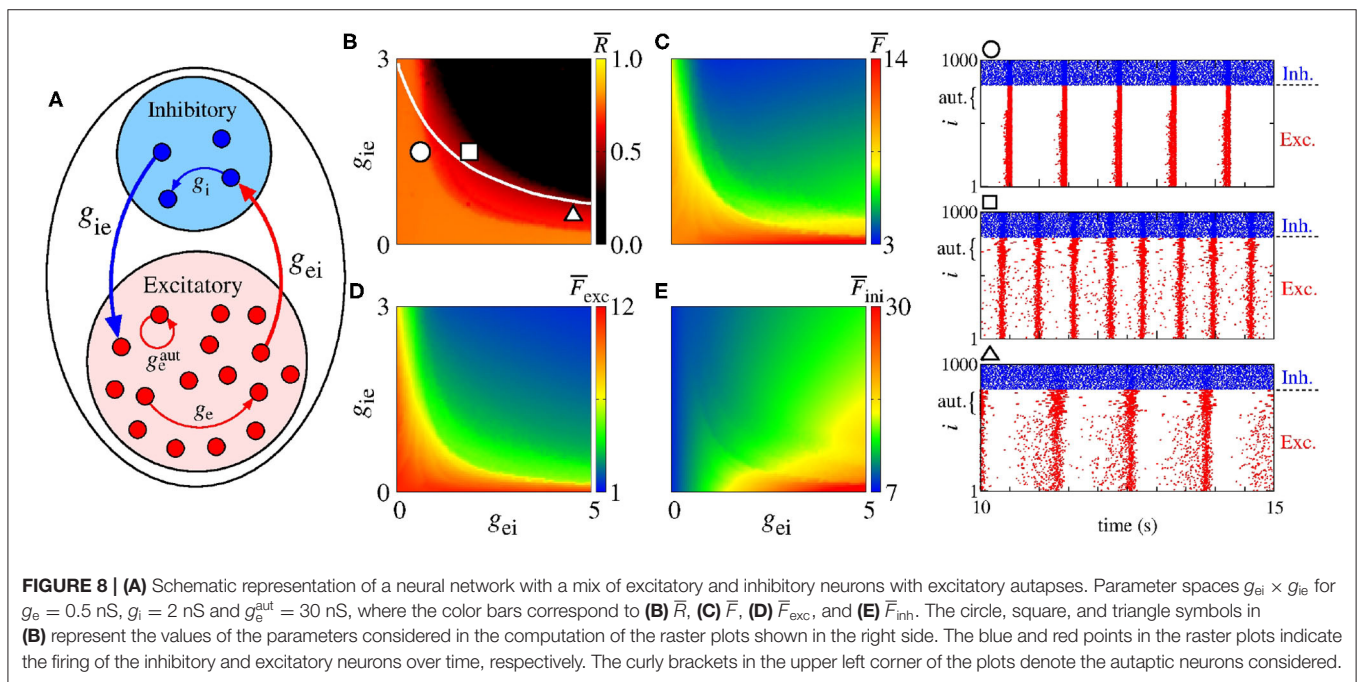 A
Inhibitory
g_i
g_ie
g_ei
Excitatory
g_e^aut
g_e
B
R̅
3
g_ie
0
1.0
0.5
0.0
C
F̅
14
3
D
F̅_exc
3
g_ie
0
12
1
0
g_ei
5
E
F̅_ini
30
7
0
g_ei
5
1000
aut.{
i
1
Inh.
Exc.
1000
aut.{
i
1
Inh.
Exc.
1000
aut.{
i
1
Inh.
Exc.
10
15
time (s)
FIGURE 8 | (A) Schematic representation of a neural network with a mix of excitatory and inhibitory neurons with excitatory autapses. Parameter spaces g_ei × g_ie for
g_e = 0.5 nS, g_i = 2 nS and g_e^aut = 30 nS, where the color bars correspond to (B) R̅, (C) F̅, (D) F̅_exc, and (E) F̅_inh. The circle, square, and triangle symbols in
(B) represent the values of the parameters considered in the computation of the raster plots shown in the right side. The blue and red points in the raster plots indicate
the firing of the inhibitory and excitatory neurons over time, respectively. The curly brackets in the upper left corner of the plots denote the autaptic neurons considered.